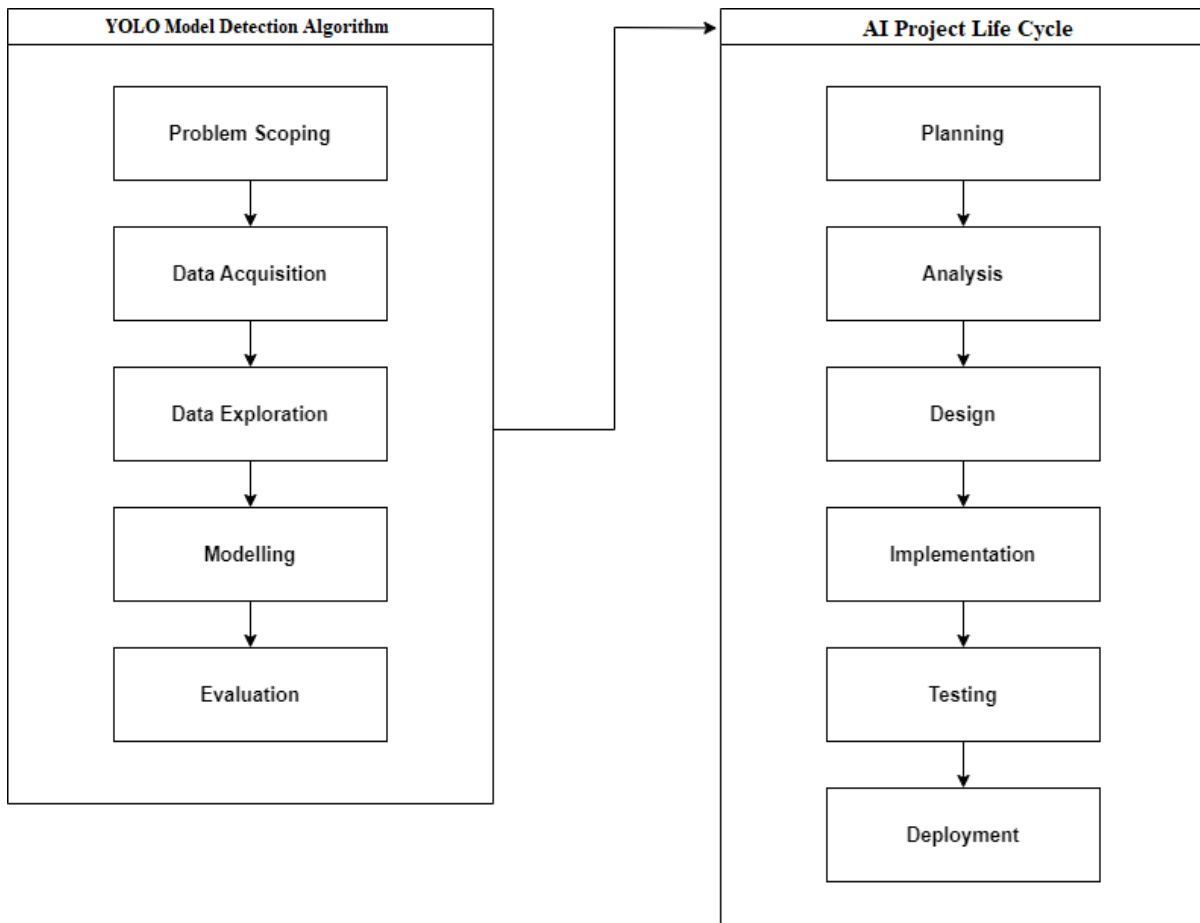 YOLO Model Detection Algorithm
Problem Scoping
Data Acquisition
Data Exploration
Modelling
Evaluation
AI Project Life Cycle
Planning
Analysis
Design
Implementation
Testing
Deployment